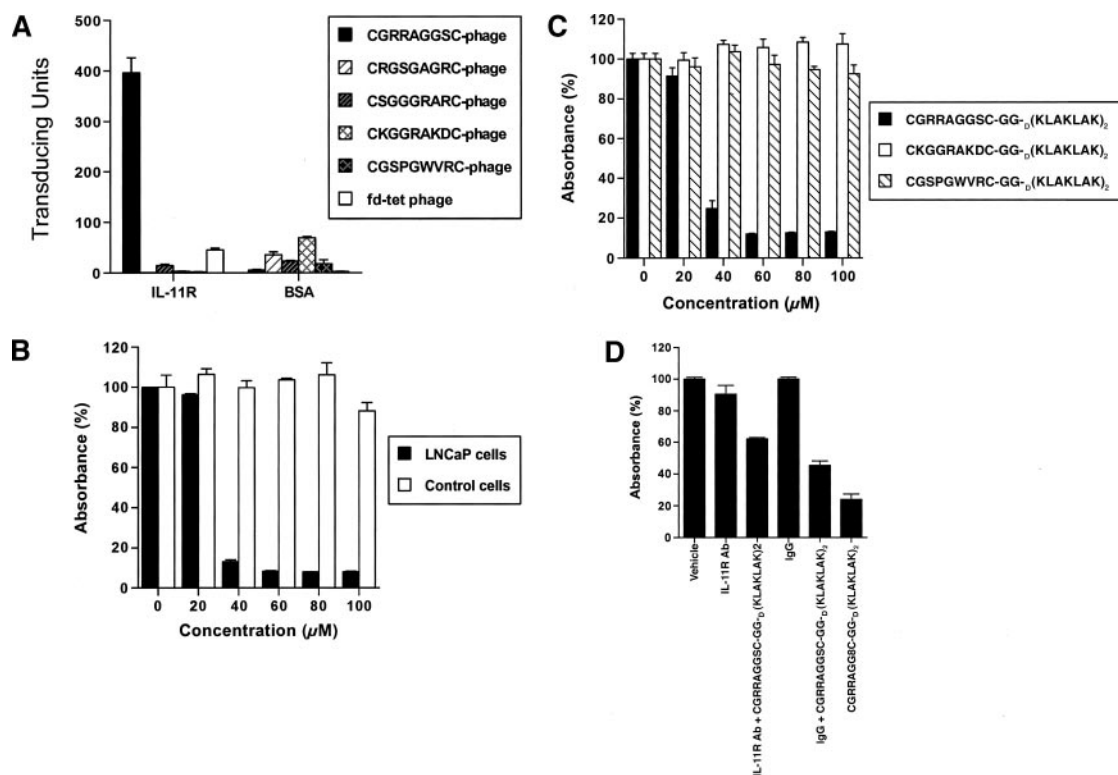 A
500
400
300
200
100
0
Transducing Units
IL-11R
BSA
CGRRAGGSC-phage
CRGSGAGRC-phage
CSGGGRARC-phage
CKGGRAKDC-phage
CGSPGWVRC-phage
fd-tet phage
C
120
100
80
60
40
20
0
Absorbance (%)
0 20 40 60 80 100
Concentration (µM)
CGRRAGGSC-GG-D(KLAKLAK)2
CKGGRAKDC-GG-D(KLAKLAK)2
CGSPGWVRC-GG-D(KLAKLAK)2
B
120
100
80
60
40
20
0
Absorbance (%)
0 20 40 60 80 100
Concentration (µM)
LNCaP cells
Control cells
D
120
100
80
60
40
20
0
Absorbance (%)
Vehicle
IL-11R Ab
IL-11R Ab + CGRRAGGSC-GG-D(KLAKLAK)2
IgG
IgG + CGRRAGGSC-GG-D(KLAKLAK)2
CGRRAGG8C-GG-D(KLAKLAK)2